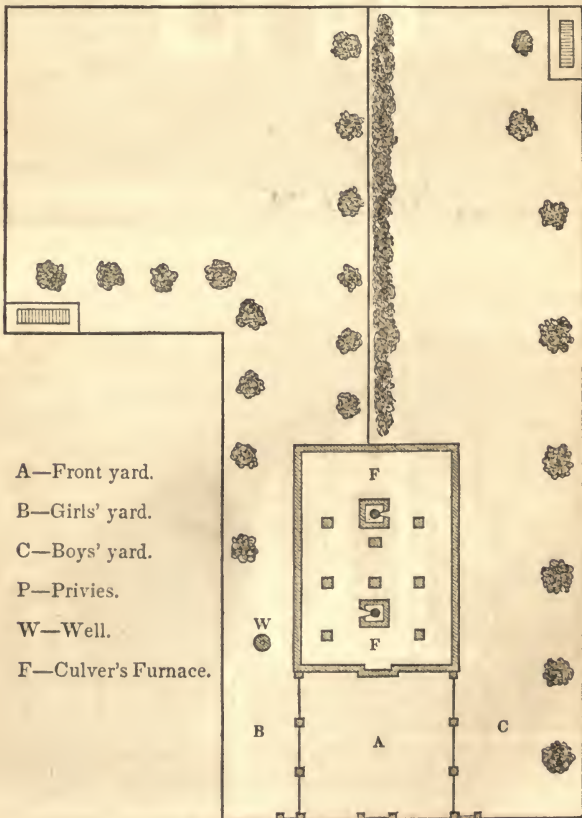 A—Front yard.
B—Girls' yard.
C—Boys' yard.
P—Privies.
W—Well.
F—Culver's Furnace.
F
F
W
B
A
C